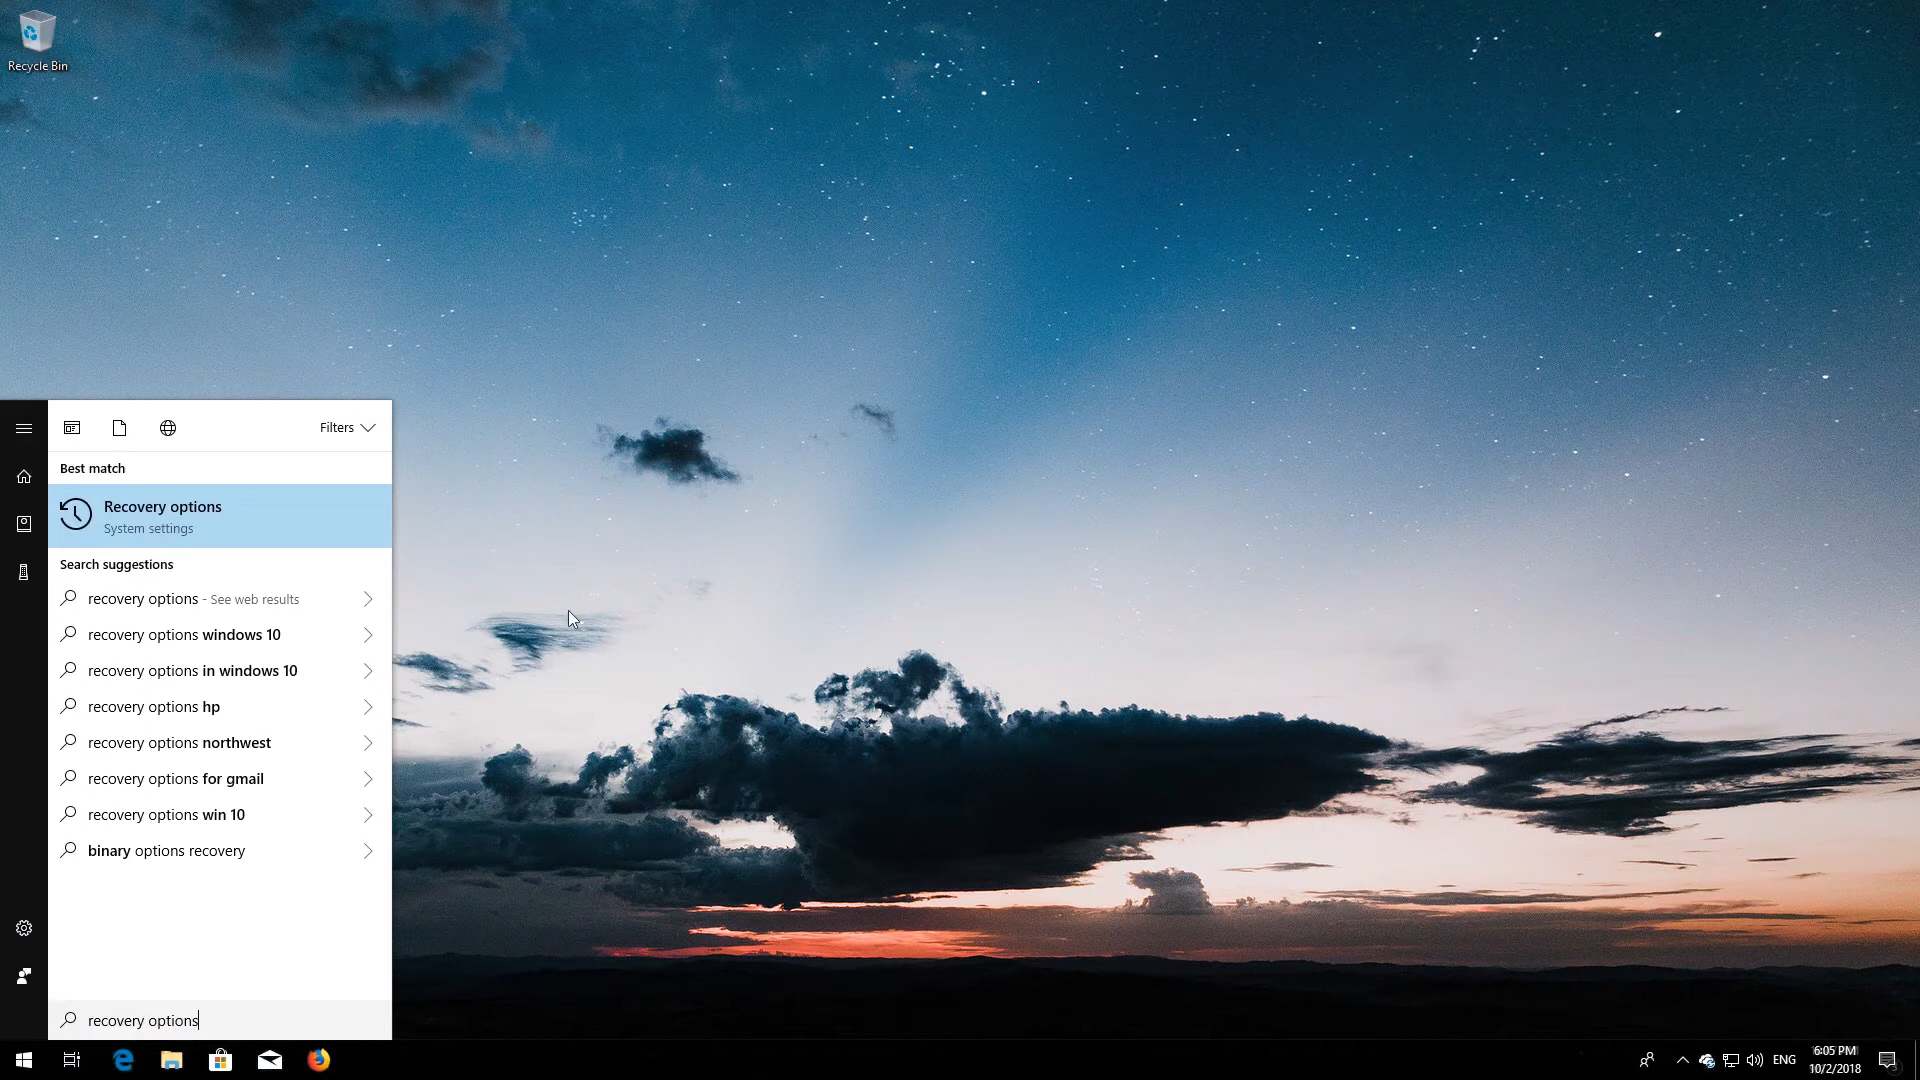 Recycle Bin
Filters
Best match
Recovery options
System settings
Search suggestions
recovery options - See web results
recovery options windows 10
recovery options in windows 10
recovery options hp
recovery options northwest
recovery options for gmail
recovery options win 10
binary options recovery
recovery options
ENG
6:05 PM
10/2/2018